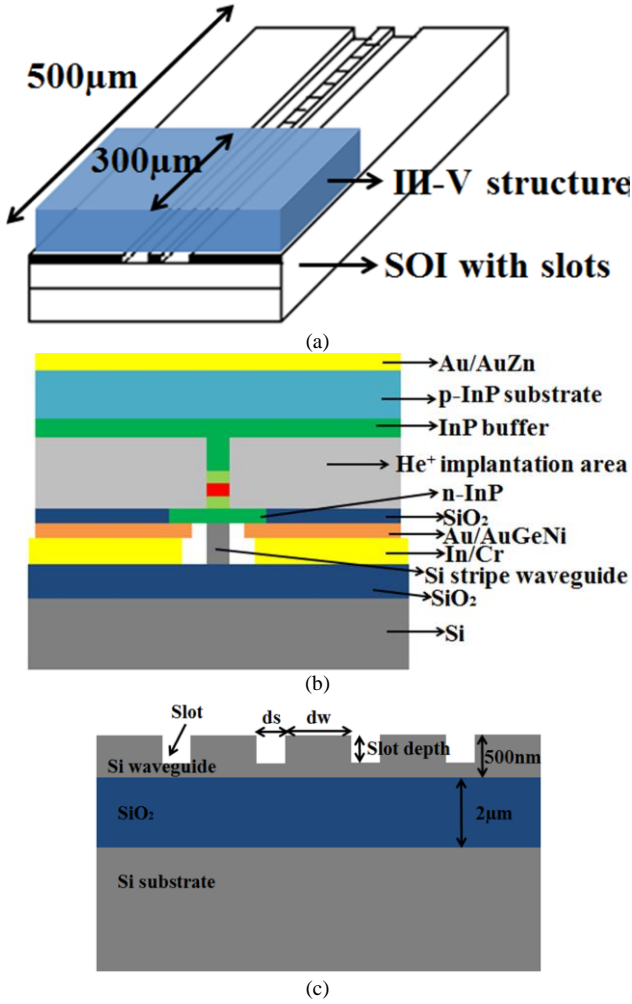 500μm
300μm
III-V structure
SOI with slots
(a)
Au/AuZn
p-InP substrate
InP buffer
He⁺ implantation area
n-InP
SiO₂
Au/AuGeNi
In/Cr
Si stripe waveguide
SiO₂
Si
(b)
Slot
ds
dw
Slot depth
500nm
Si waveguide
SiO₂
2μm
Si substrate
(c)